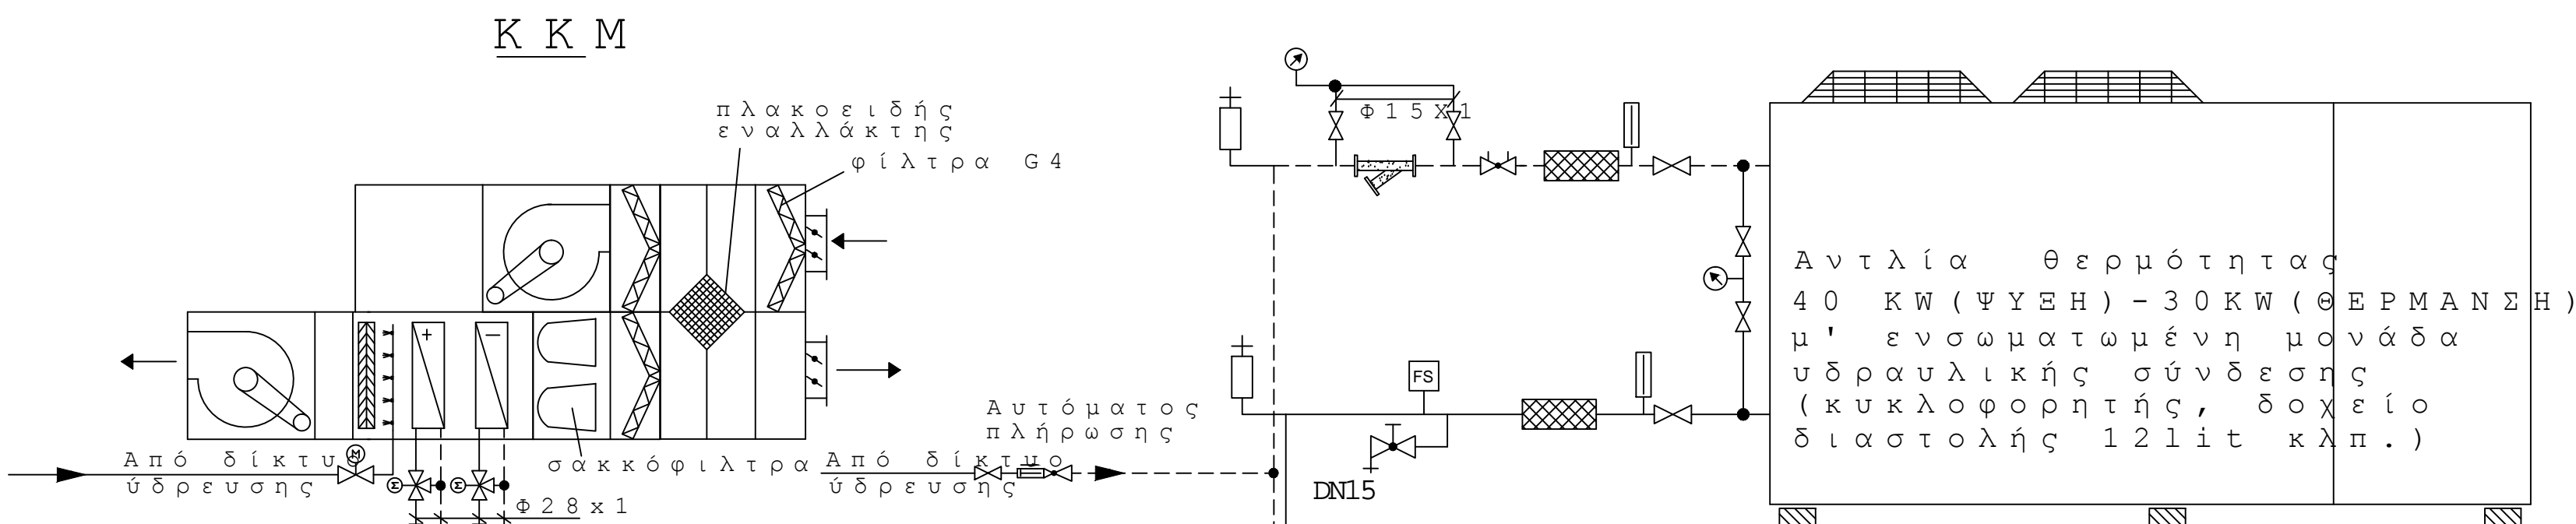 ΚΚΜ
πλακοειδής
εναλλάκτης
φίλτρα G4
Φ15Χ1
Αντλία θερμότητας
40 KW(ΨΥΞΗ)-30KW(ΘΕΡΜΑΝΣΗ)
μ' ενσωματωμένη μονάδα
υδραυλικής σύνδεσης
(κυκλοφορητής, δοχείο
διαστολής 12lit κλπ.)
+
−
FS
Αυτόματος
πλήρωσης
Από δίκτυο
ύδρευσης
M
σακκόφιλτρα
Από δίκτυο
ύδρευσης
Σ
Σ
Φ28x1
DN15